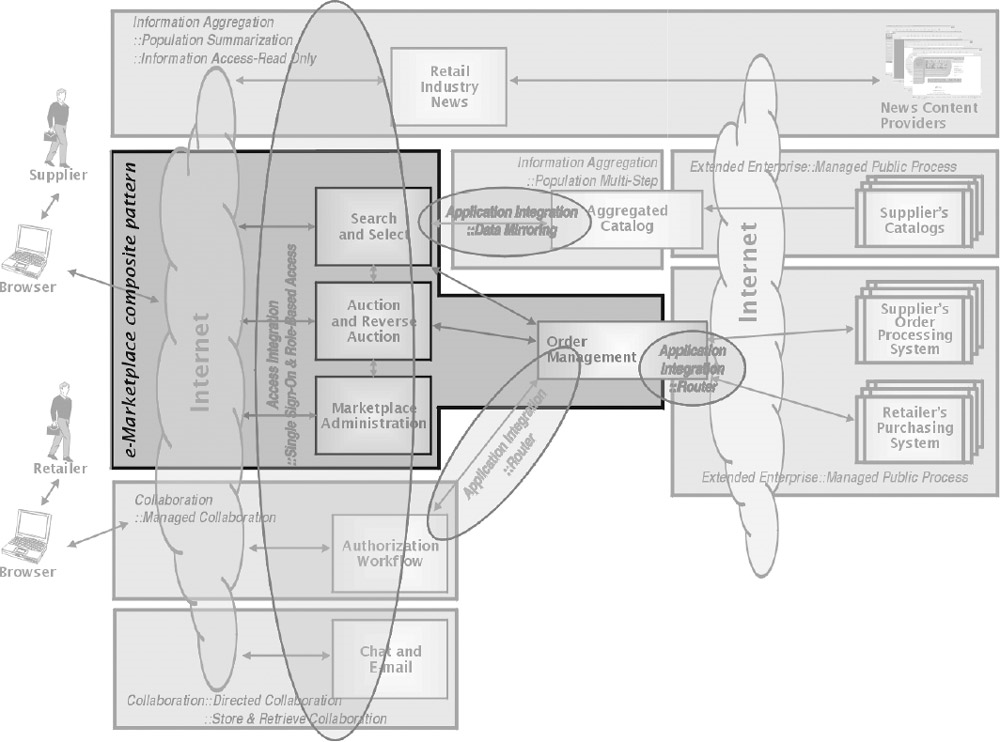 Information Aggregation
::Population Summarization
::Information Access-Read Only
Retail
Industry
News
News Content
Providers
Supplier
Browser
Retailer
Browser
e-Marketplace composite pattern
Internet
Access Integration
::Single Sign-On & Role-Based Access
Search
and Select
Auction
and Reverse
Auction
Marketplace
Administration
Information Aggregation
::Population Multi-Step
Application Integration
::Data Mirroring
Aggregated
Catalog
Extended Enterprise::Managed Public Process
Supplier's
Catalogs
Internet
Order
Management
Application
Integration
::Router
Supplier's
Order
Processing
System
Retailer's
Purchasing
System
Extended Enterprise::Managed Public Process
Application Integration
::Router
Collaboration
::Managed Collaboration
Authorization
Workflow
Chat and
E-mail
Collaboration::Directed Collaboration
::Store & Retrieve Collaboration